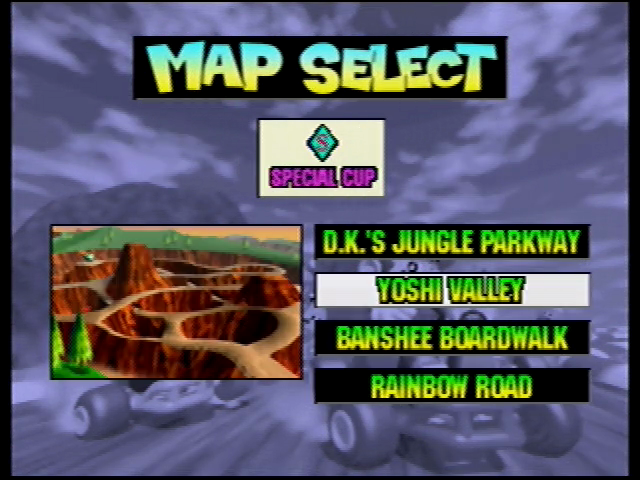 MAP SELECT
S
SPECIAL CUP
D.K.'S JUNGLE PARKWAY
YOSHI VALLEY
BANSHEE BOARDWALK
RAINBOW ROAD